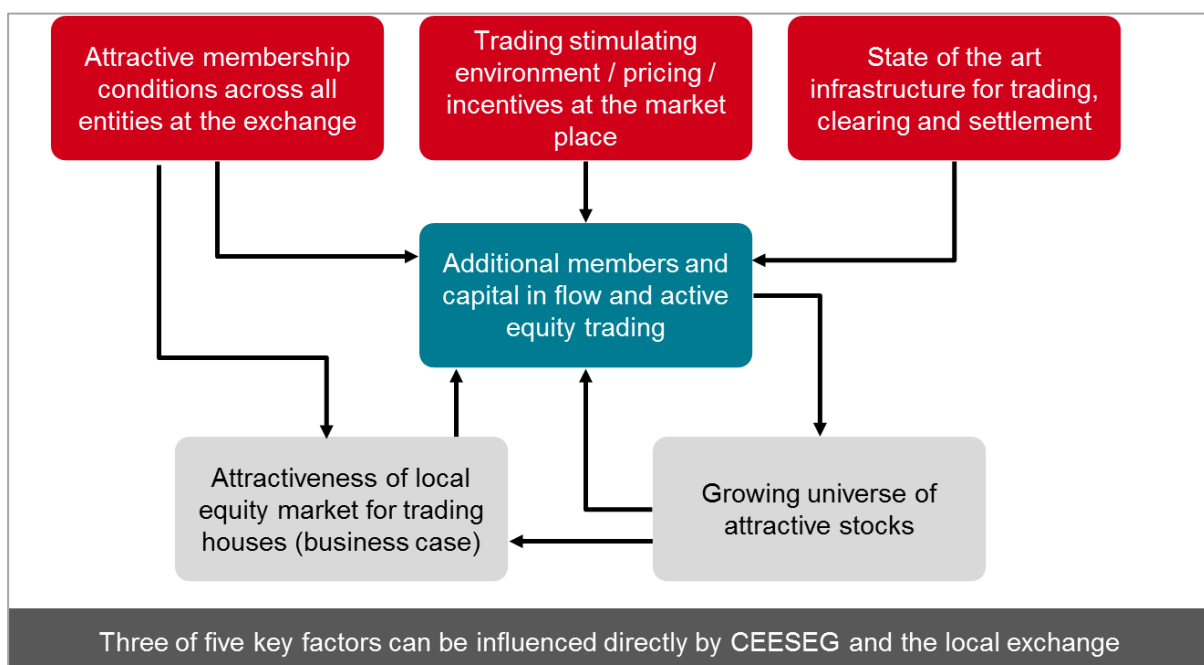 Attractive membership
conditions across all
entities at the exchange
Trading stimulating
environment / pricing /
incentives at the market
place
State of the art
infrastructure for trading,
clearing and settlement
Additional members and
capital in flow and active
equity trading
Attractiveness of local
equity market for trading
houses (business case)
Growing universe of
attractive stocks
Three of five key factors can be influenced directly by CEESEG and the local exchange